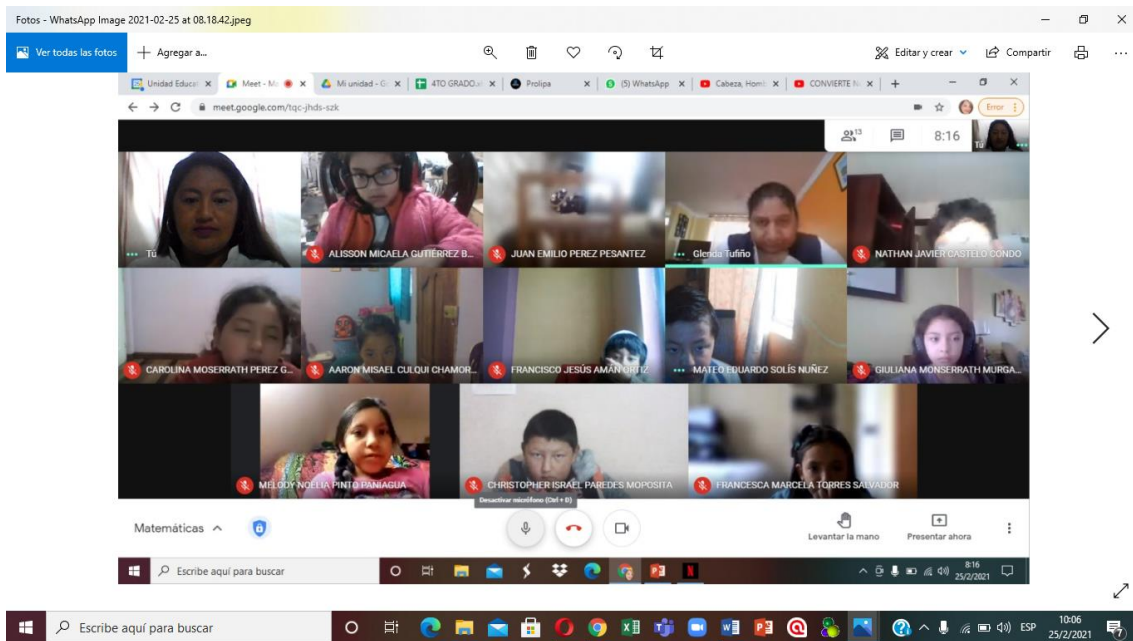 Fotos - WhatsApp Image 2021-02-25 at 08.18.42.jpeg
Ver todas las fotos
Agregar a...
Editar y crear
Compartir
Unidad Educat
Meet - Ma
Mi unidad - G
4TO GRADO.x
Prolipa
(5) WhatsApp
Cabeza, Homb
CONVIERTE N
meet.google.com/tqc-jhds-szk
Error
13
8:16
Tú
Tú
ALISSON MICAELA GUTIÉRREZ B...
JUAN EMILIO PEREZ PESANTEZ
Glenda Tufiño
NATHAN JAVIER CASTELO CONDO
CAROLINA MOSERRATH PEREZ G...
AARON MISAEL CULQUI CHAMOR...
FRANCISCO JESÚS AMÁN ORTIZ
MATEO EDUARDO SOLÍS NUÑEZ
GIULIANA MONSERRATH MURGA...
MELODY NOELIA PINTO PANIAGUA
CHRISTOPHER ISRAEL PAREDES MOPOSITA
FRANCESCA MARCELA TORRES SALVADOR
Desactivar micrófono (Ctrl + D)
Matemáticas
Levantar la mano
Presentar ahora
Escribe aquí para buscar
8:16
25/2/2021
Escribe aquí para buscar
ESP
10:06
25/2/2021
7